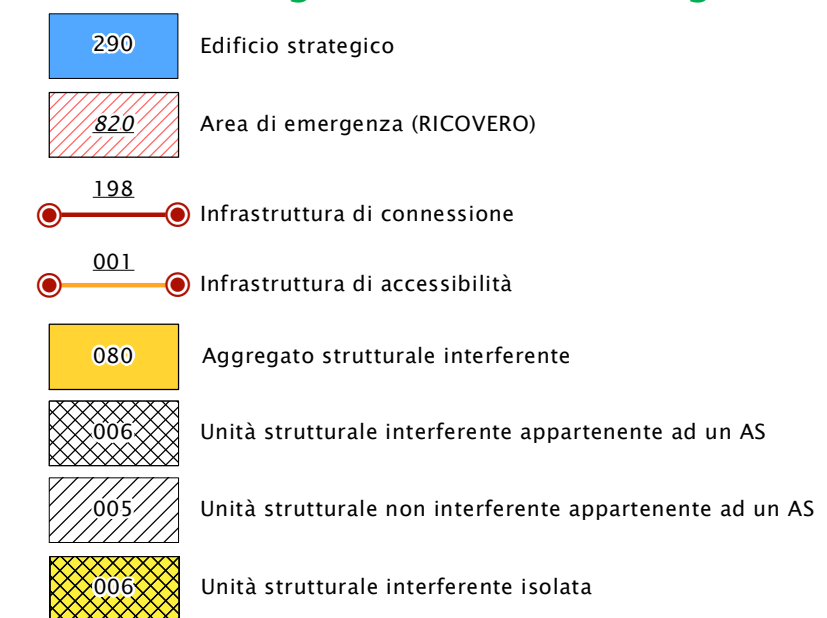 290 Edificio strategico
820 Area di emergenza (RICOVERO)
198
Infrastruttura di connessione
001
Infrastruttura di accessibilità
080 Aggregato strutturale interferente
006 Unità strutturale interferente appartenente ad un AS
005 Unità strutturale non interferente appartenente ad un AS
006 Unità strutturale interferente isolata